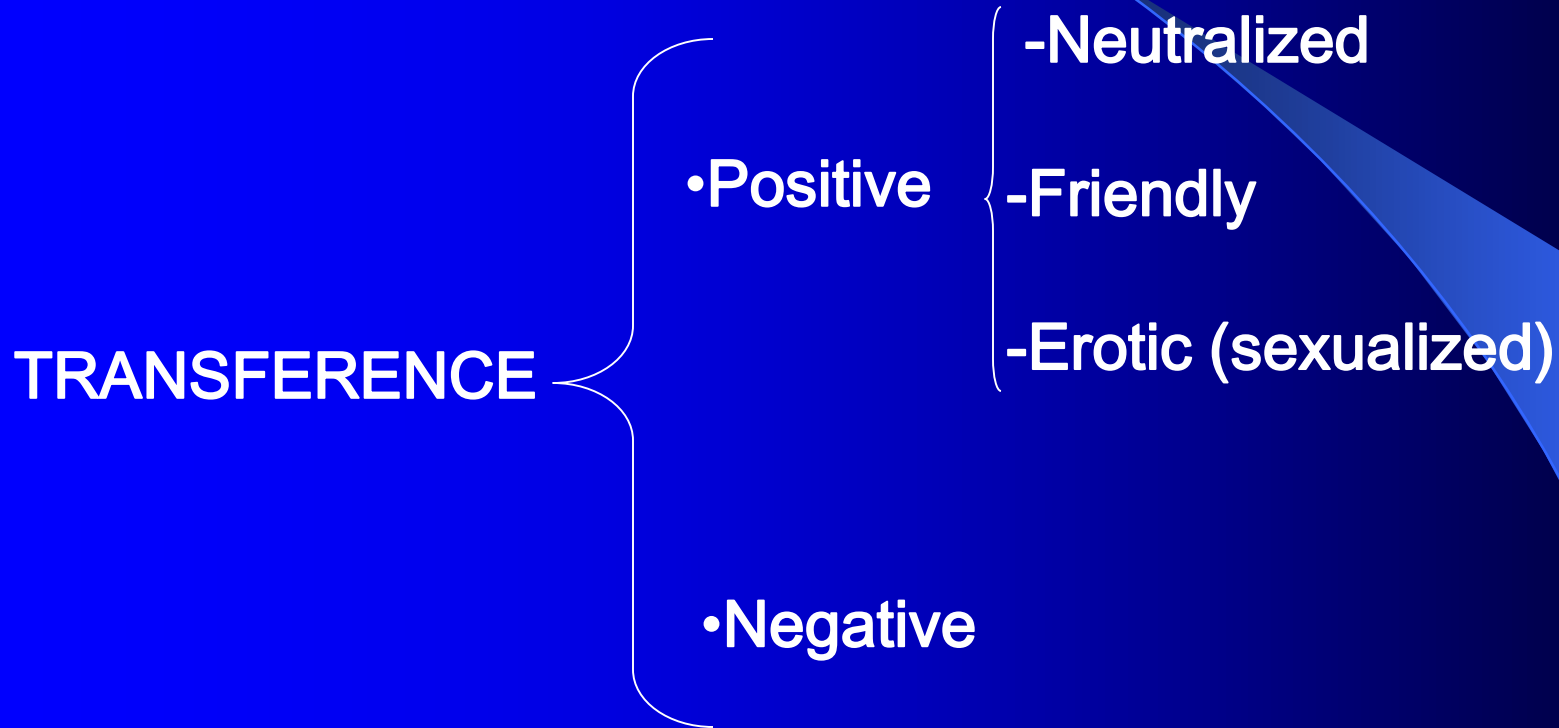 TRANSFERENCE
•Positive
-Neutralized
-Friendly
-Erotic (sexualized)
•Negative